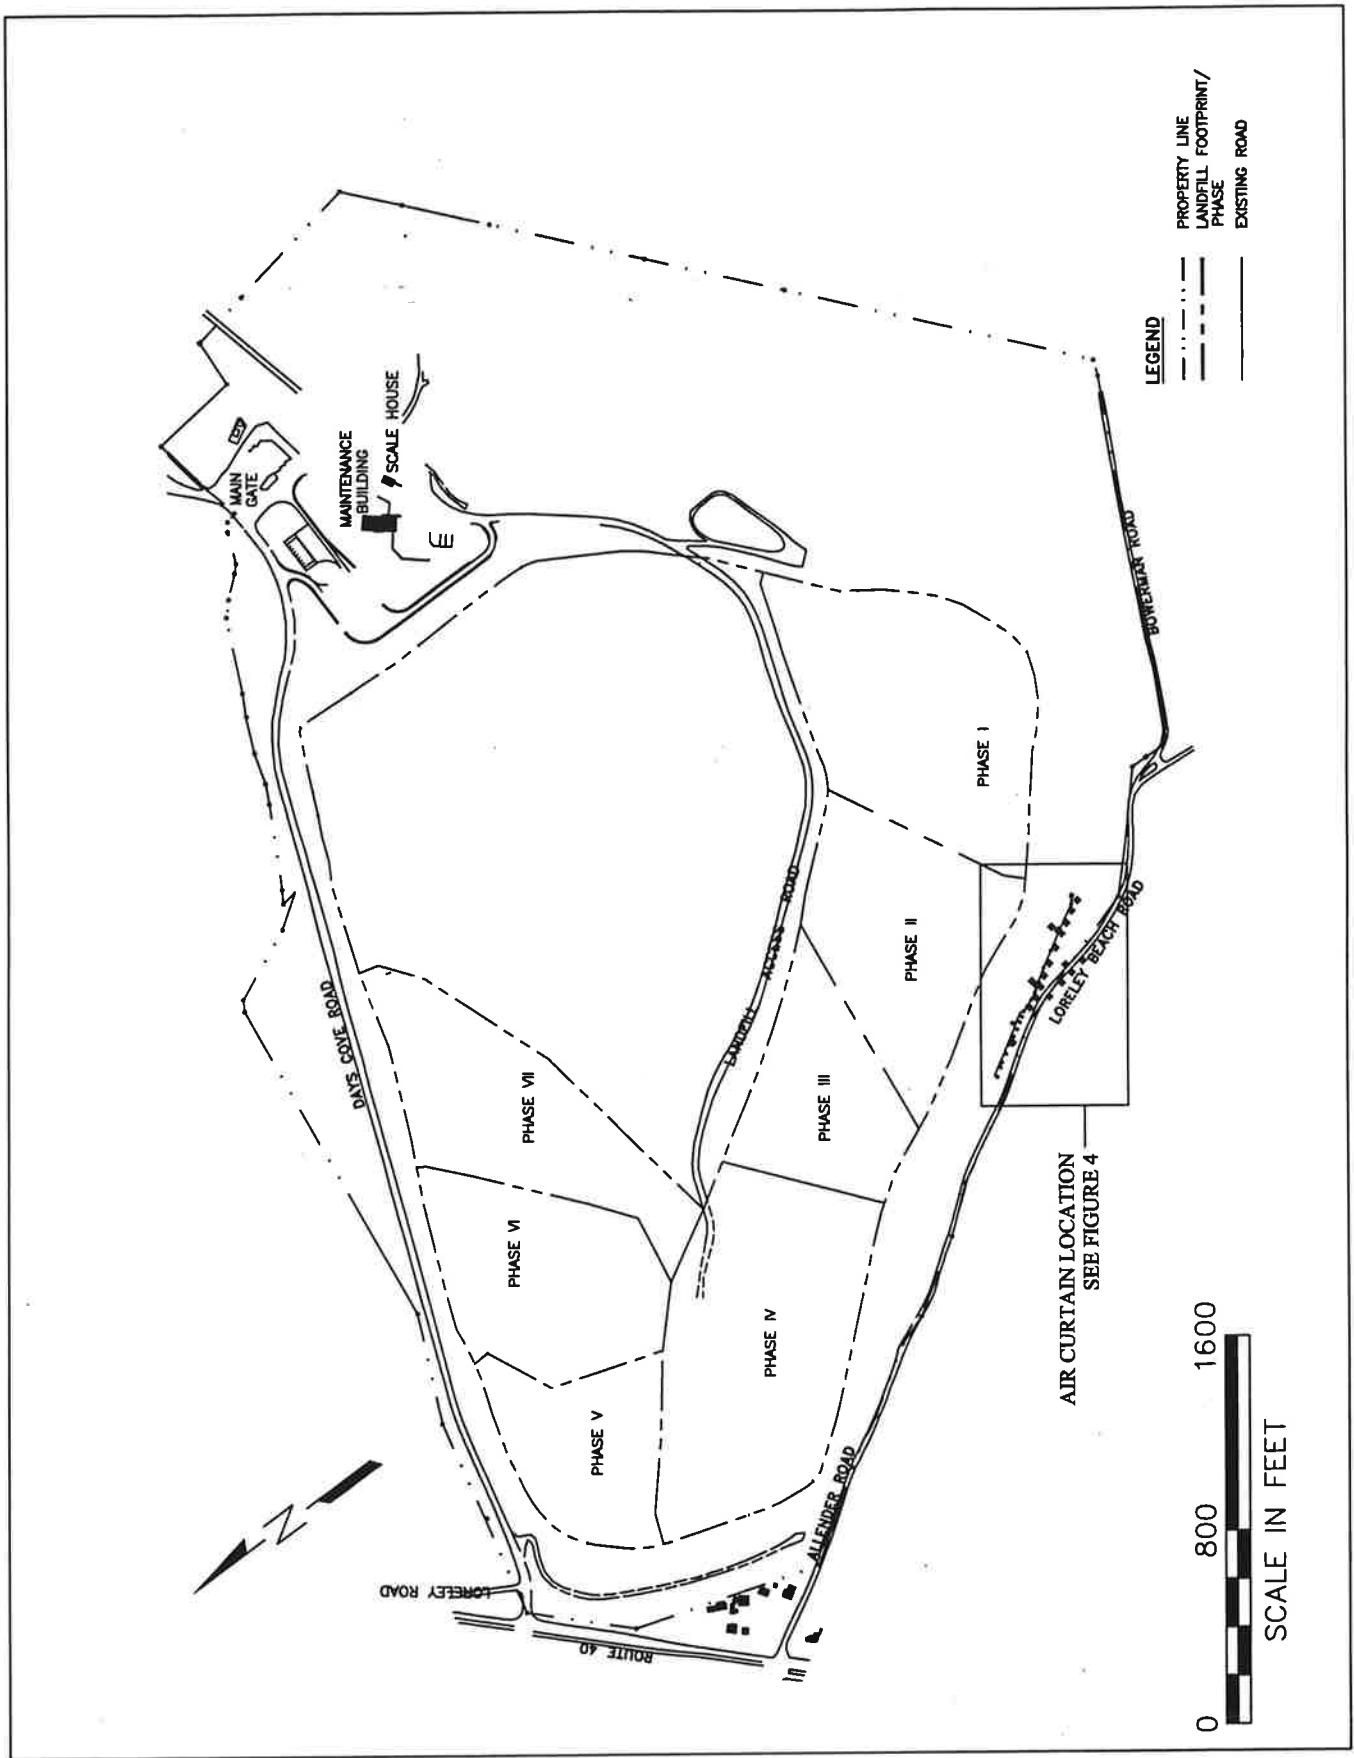 MAIN
GATE
MAINTENANCE
BUILDING
SCALE HOUSE
DAYS COVE ROAD
LANDFILL ACCESS ROAD
PHASE I
PHASE II
PHASE III
PHASE IV
PHASE V
PHASE VI
PHASE VII
BOWERMAN ROAD
LORELEY BEACH ROAD
ALLENDER ROAD
LORELEY ROAD
ROUTE 40
N
AIR CURTAIN LOCATION
SEE FIGURE 4
LEGEND
PROPERTY LINE
LANDFILL FOOTPRINT/
PHASE
EXISTING ROAD
0 800 1600
SCALE IN FEET